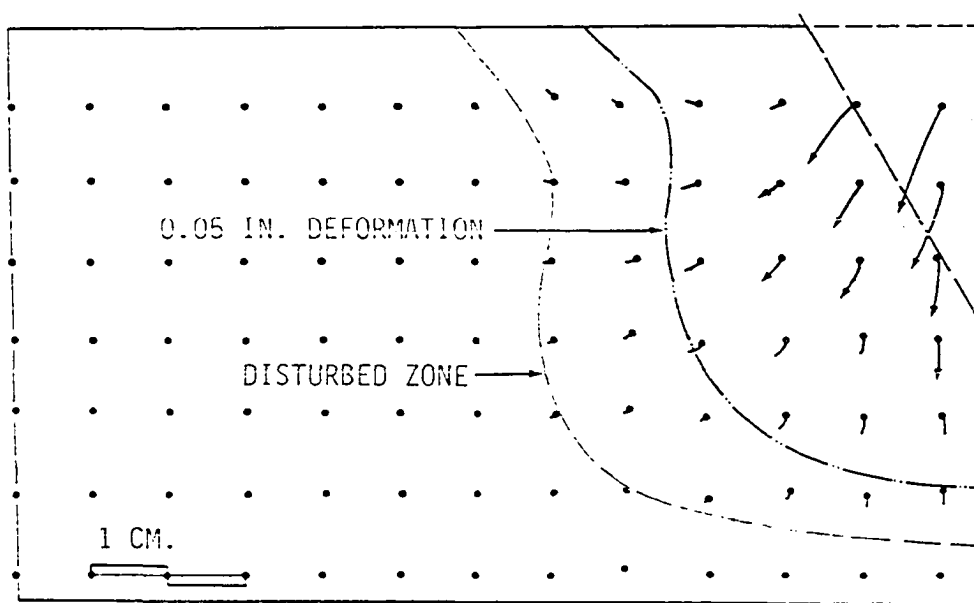 0.05 IN. DEFORMATION
DISTURBED ZONE
1 CM.